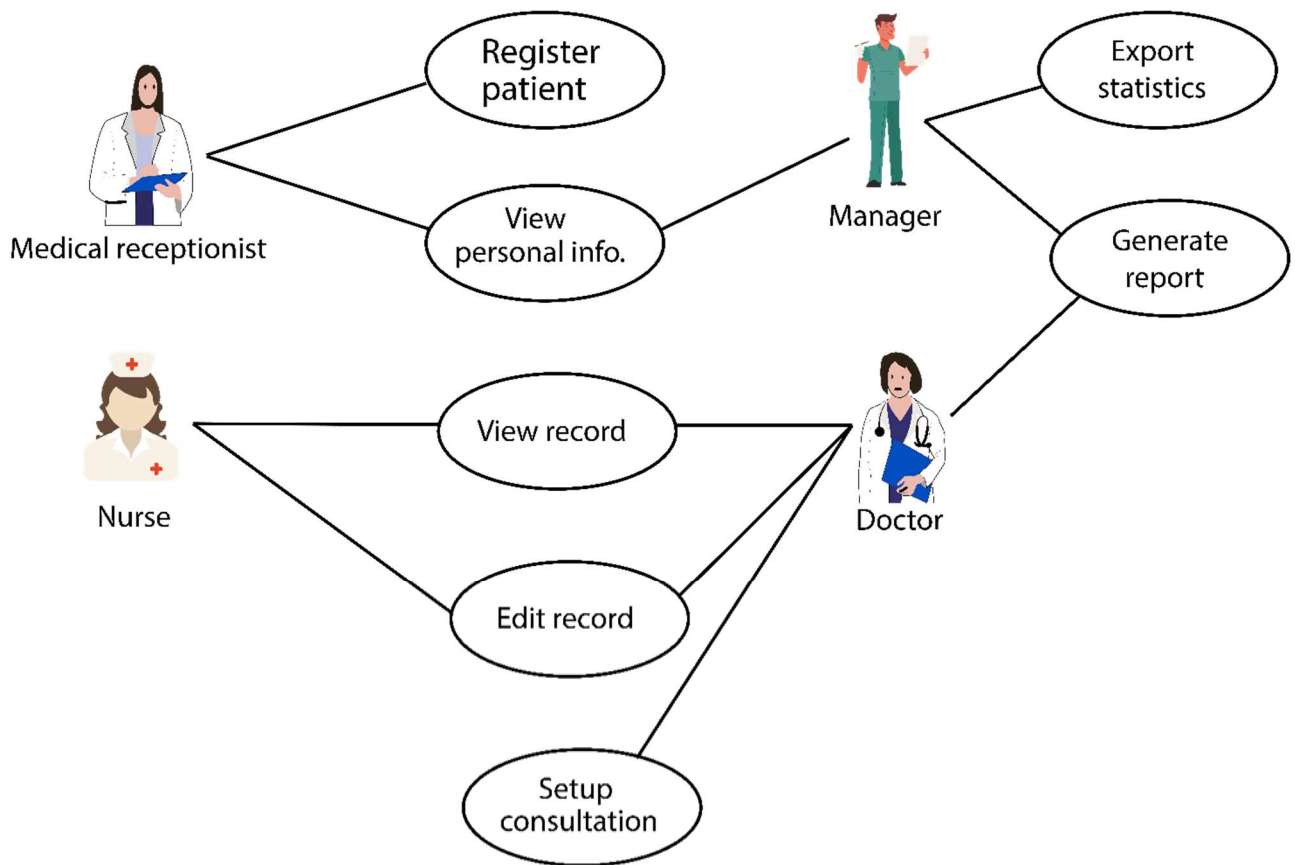 Register
patient
Export
statistics
Medical receptionist
View
personal info.
Manager
Generate
report
Nurse
View record
Doctor
Edit record
Setup
consultation